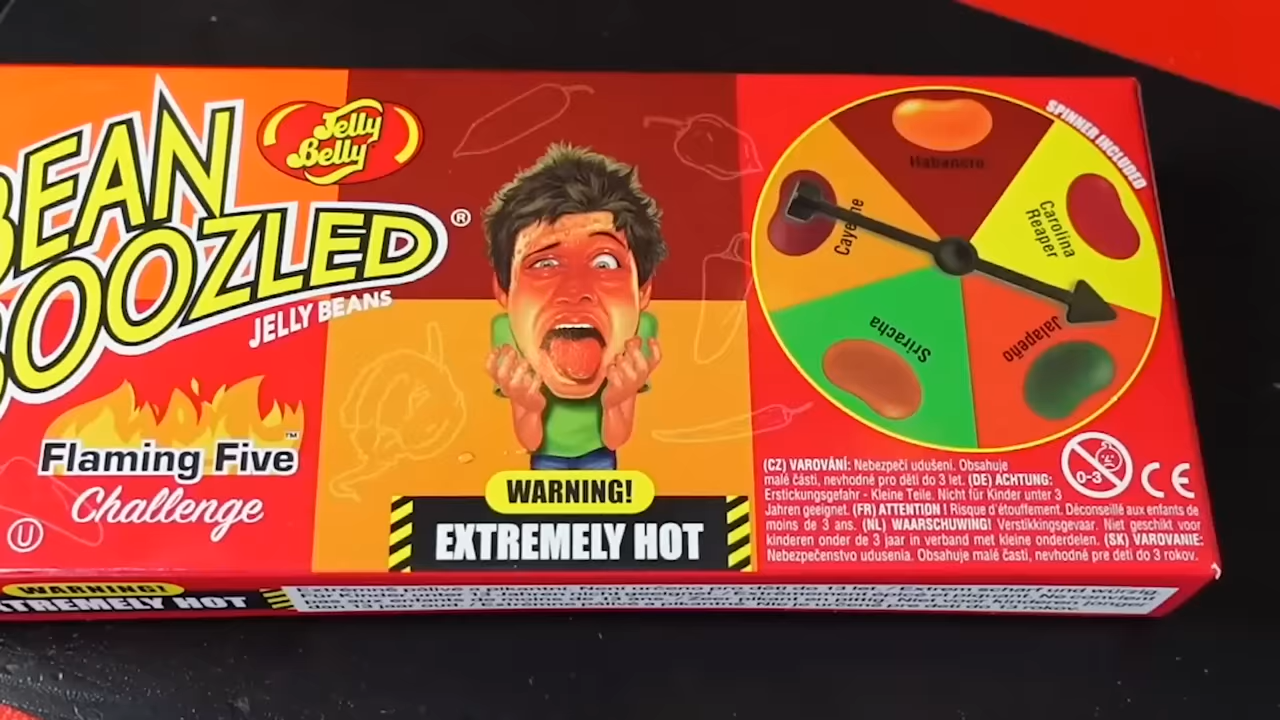 BEAN
BOOZLED
®
JELLY BEANS
Jelly
Belly
Flaming Five™
Challenge
U
WARNING!
EXTREMELY HOT
SPINNER INCLUDED
Habanero
Cayenne
Carolina
Reaper
Sriracha
Jalapeño
(CZ) VAROVÁNI: Nebezpečí udušení. Obsahuje
malé části, nevhodné pro děti do 3 let. (DE) ACHTUNG:
Erstickungsgefahr - Kleine Teile. Nicht für Kinder unter 3
Jahren geeignet. (FR) ATTENTION ! Risque d'étouffement. Déconseillé aux enfants de
moins de 3 ans. (NL) WAARSCHUWING! Verstikkingsgevaar. Niet geschikt voor
kinderen onder de 3 jaar in verband met kleine onderdelen. (SK) VAROVANIE:
Nebezpečenstvo udusenia. Obsahuje malé časti, nevhodné pre deti do 3 rokov.
0-3
CE
WARNING!
EXTREMELY HOT